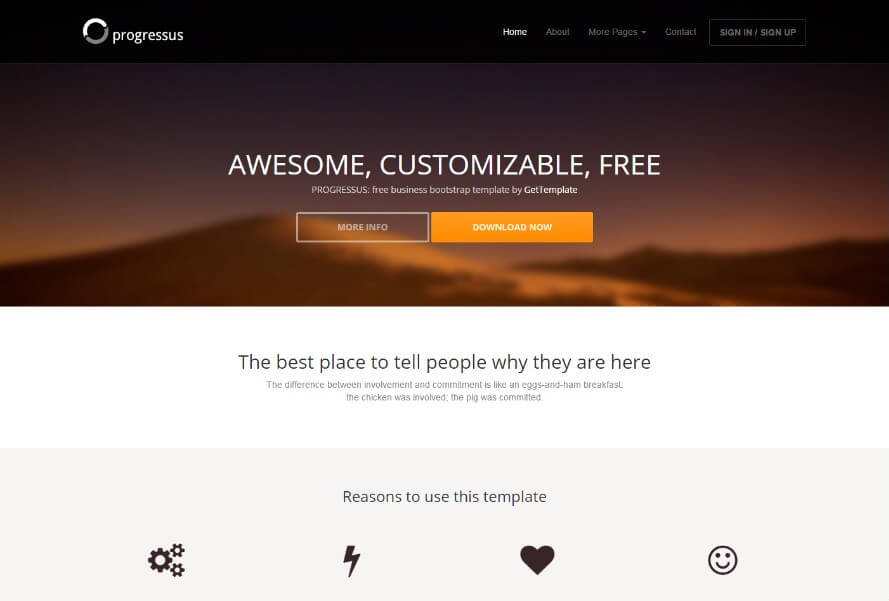 progressus
Home About More Pages Contact SIGN IN / SIGN UP
AWESOME, CUSTOMIZABLE, FREE
PROGRESSUS: free business bootstrap template by GetTemplate
MORE INFO DOWNLOAD NOW
The best place to tell people why they are here
The difference between involvement and commitment is like an eggs-and-ham breakfast:
the chicken was involved; the pig was committed.
Reasons to use this template